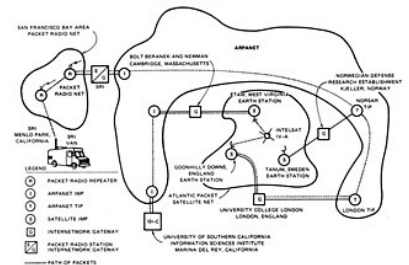 SAN FRANCISCO BAY AREA
PACKET RADIO NET
ARPANET
BOLT BERANEK AND NEWMAN
CAMBRIDGE, MASSACHUSETTS
PACKET
RADIO NET
SRI
ETAM, WEST VIRGINIA
EARTH STATION
NORWEGIAN DEFENSE
RESEARCH ESTABLISHMENT
KJELLER, NORWAY
SRI
MENLO PARK,
CALIFORNIA
SRI
VAN
INTELSAT
IV-A
NORSAR
TIP
GOONHILLY DOWNS,
ENGLAND
EARTH STATION
TANUM, SWEDEN
EARTH STATION
ATLANTIC PACKET
SATELLITE NET
UNIVERSITY COLLEGE LONDON
LONDON, ENGLAND
LONDON TIP
LEGEND
PACKET RADIO REPEATER
I ARPANET IMP
T ARPANET TIP
S SATELLITE IMP
G INTERNETWORK GATEWAY
PACKET RADIO STATION
INTERNETWORK GATEWAY
PATH OF PACKETS
UNIVERSITY OF SOUTHERN CALIFORNIA
INFORMATION SCIENCES INSTITUTE
MARINA DEL REY, CALIFORNIA